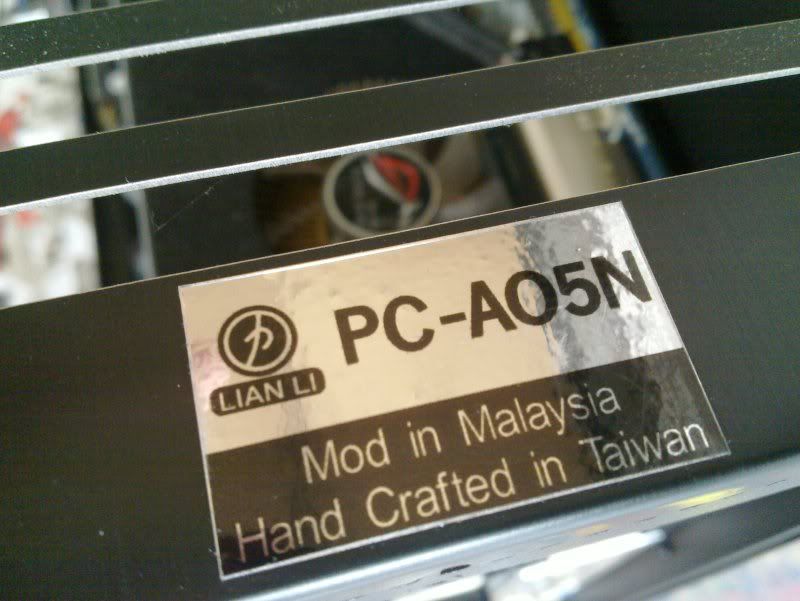 PC-A05N
LIAN LI
Mod in Malaysia
Hand Crafted in Taiwan